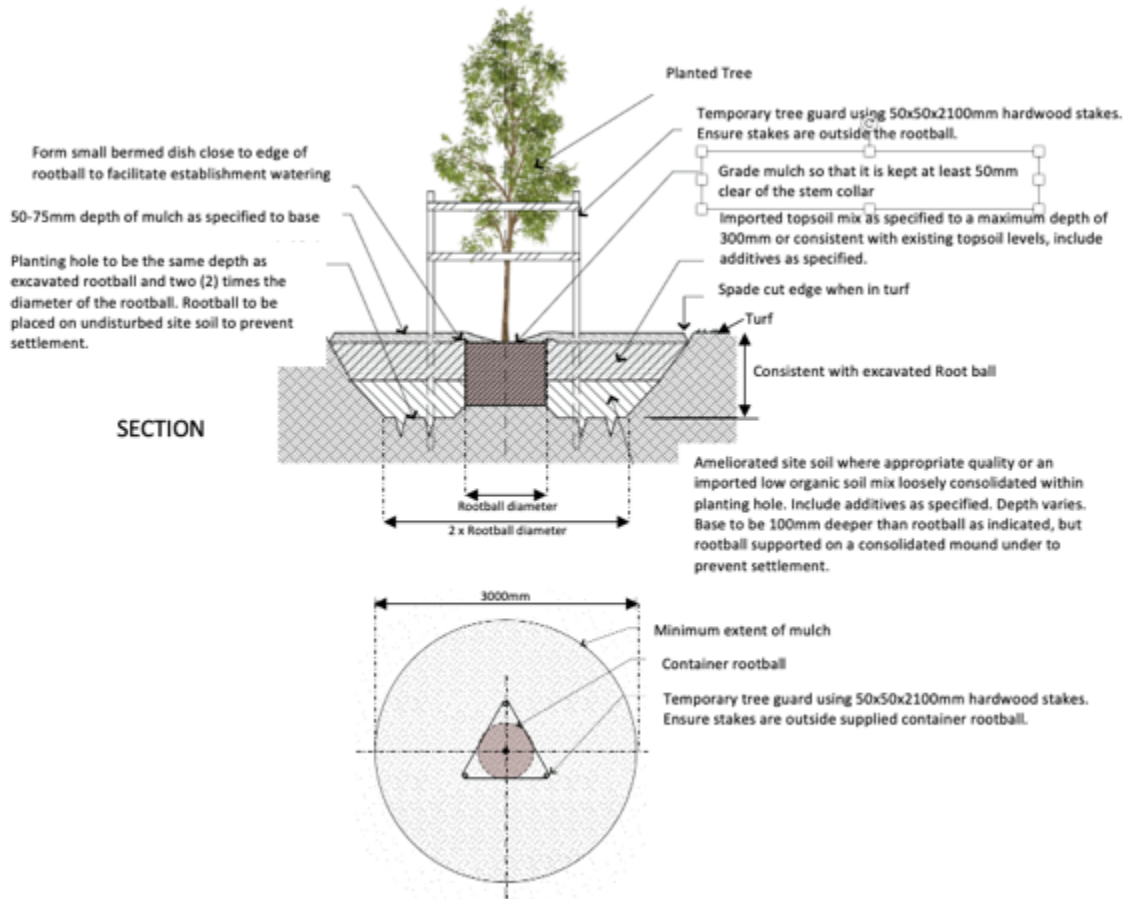 Planted Tree
Temporary tree guard using 50x50x2100mm hardwood stakes.
Ensure stakes are outside the rootball.
Form small bermed dish close to edge of
rootball to facilitate establishment watering
Grade mulch so that it is kept at least 50mm
clear of the stem collar
50-75mm depth of mulch as specified to base
Imported topsoil mix as specified to a maximum depth of
300mm or consistent with existing topsoil levels, include
additives as specified.
Planting hole to be the same depth as
excavated rootball and two (2) times the
diameter of the rootball. Rootball to be
placed on undisturbed site soil to prevent
settlement.
Spade cut edge when in turf
Turf
Consistent with excavated Root ball
SECTION
Ameliorated site soil where appropriate quality or an
imported low organic soil mix loosely consolidated within
planting hole. Include additives as specified. Depth varies.
Base to be 100mm deeper than rootball as indicated, but
rootball supported on a consolidated mound under to
prevent settlement.
Rootball diameter
2 x Rootball diameter
3000mm
Minimum extent of mulch
Container rootball
Temporary tree guard using 50x50x2100mm hardwood stakes.
Ensure stakes are outside supplied container rootball.